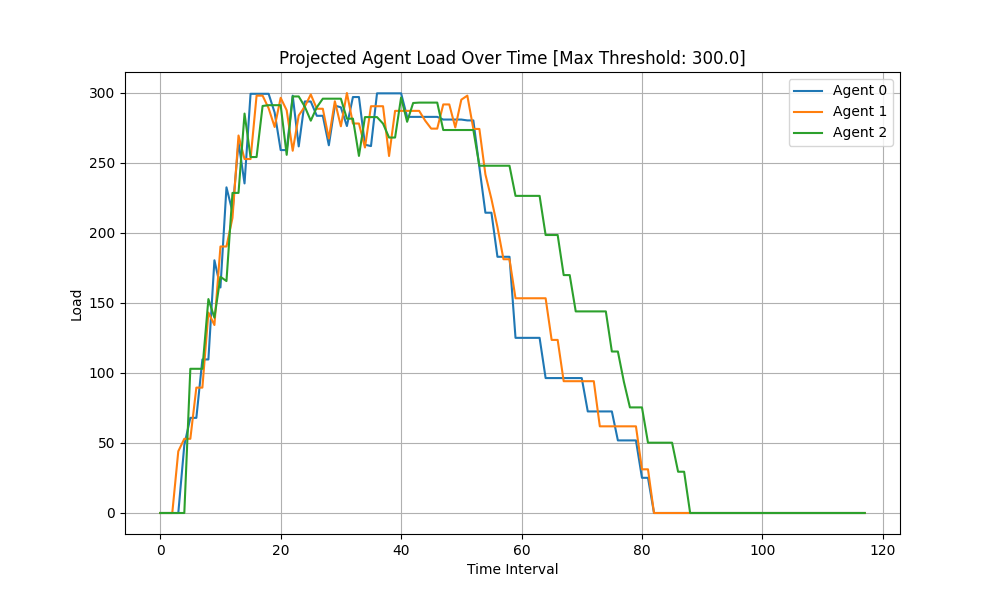 Projected Agent Load Over Time [Max Threshold: 300.0]
Load
300
250
200
150
100
50
0
0 20 40 60 80 100 120
Time Interval
Agent 0
Agent 1
Agent 2